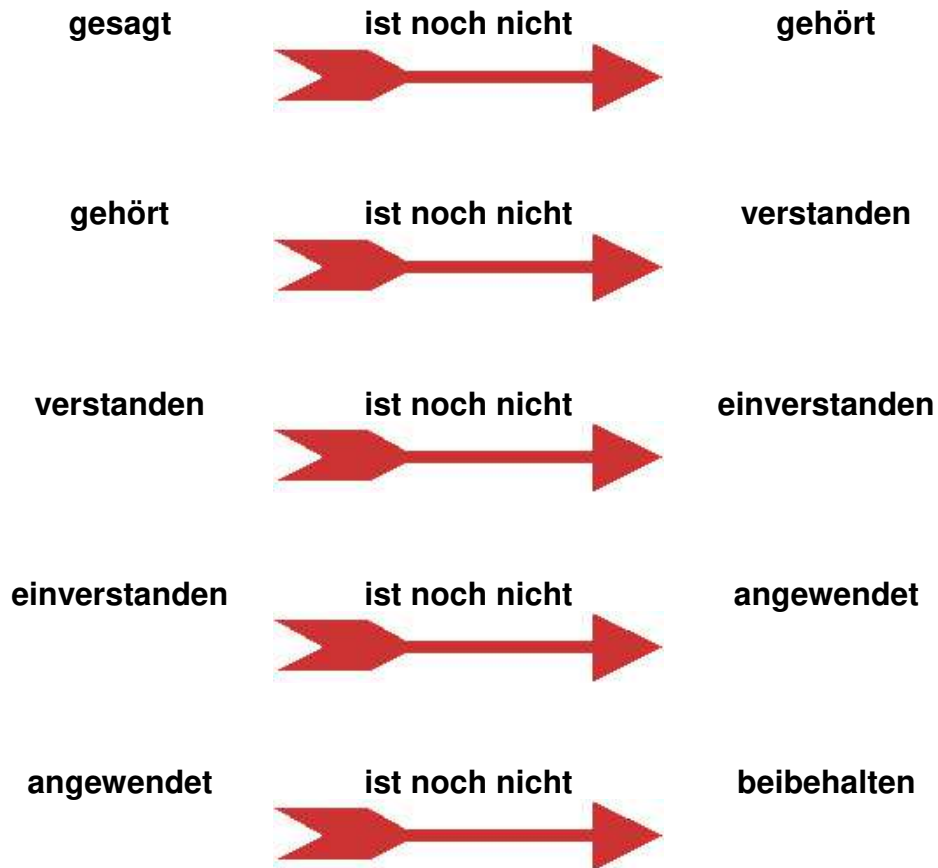 gesagt ist noch nicht gehört
gehört ist noch nicht verstanden
verstanden ist noch nicht einverstanden
einverstanden ist noch nicht angewendet
angewendet ist noch nicht beibehalten